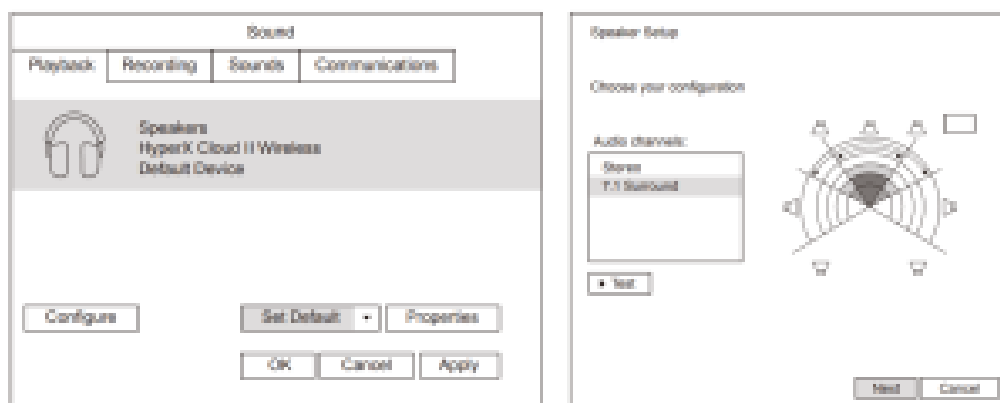 Sound
Playback
Recording
Sounds
Communications
Speakers
HyperX Cloud II Wireless
Default Device
Configure
Set Default
Properties
OK
Cancel
Apply
Speaker Setup
Choose your configuration
Audio channels:
Stereo
7.1 Surround
Test
Next
Cancel